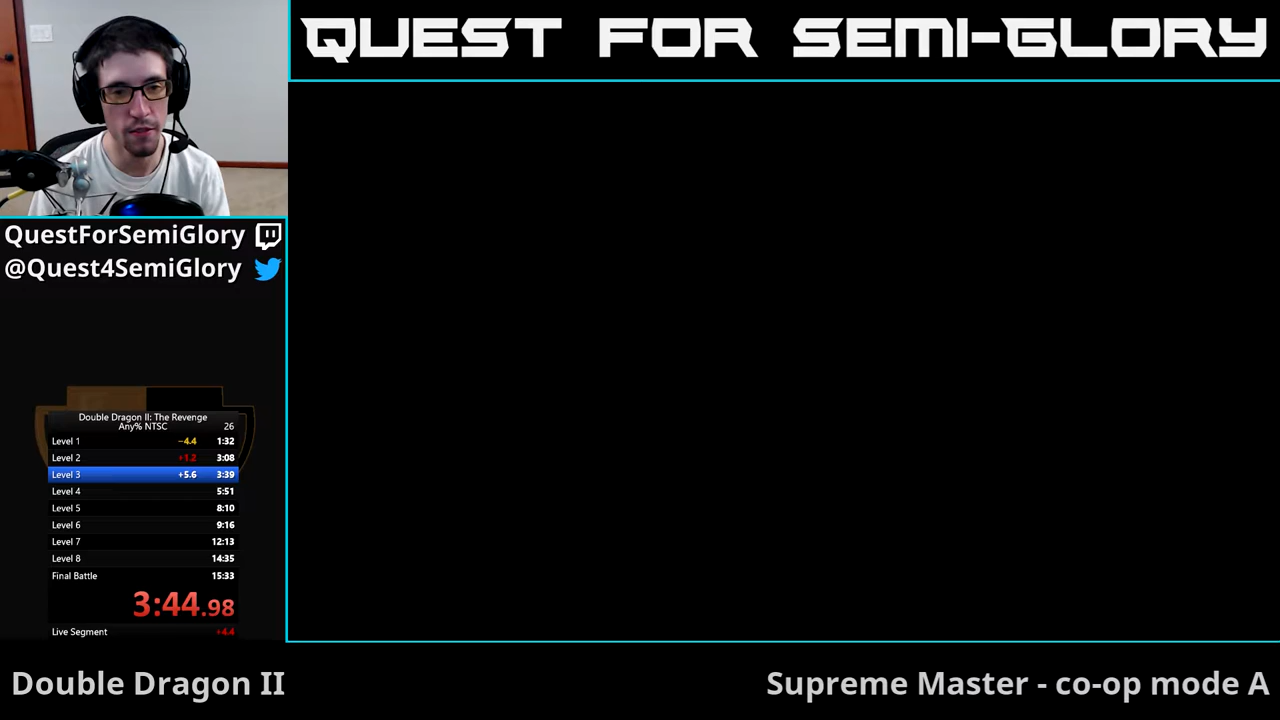 QUEST FOR SEMI-GLORY
QuestForSemiGlory
@Quest4SemiGlory
Double Dragon II: The Revenge
Any% NTSC 26
Level 1 −4.4 1:32
Level 2 +1.2 3:08
Level 3 +5.6 3:39
Level 4 5:51
Level 5 8:10
Level 6 9:16
Level 7 12:13
Level 8 14:35
Final Battle 15:33
3:44.98
Live Segment +4.4
Double Dragon II
Supreme Master - co-op mode A